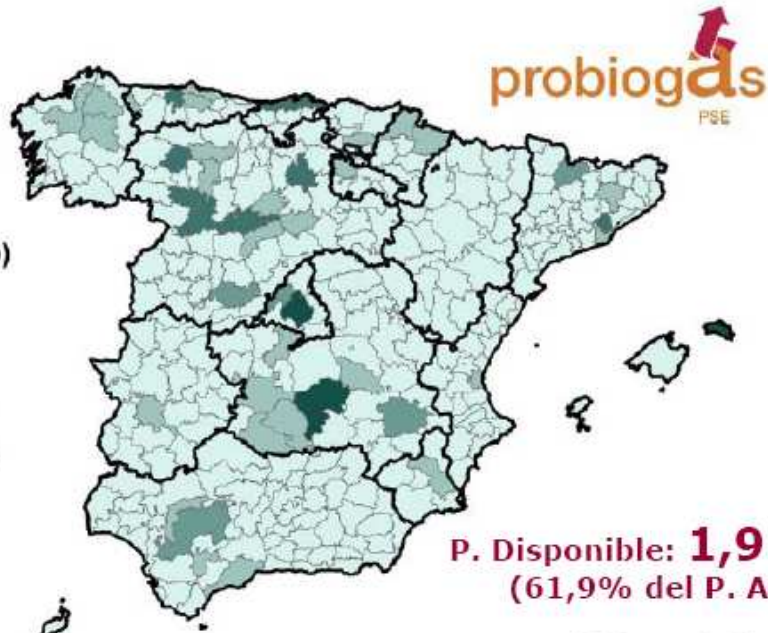 probiogas
PSE
)
P. Disponible: 1,9
(61,9% del P. A